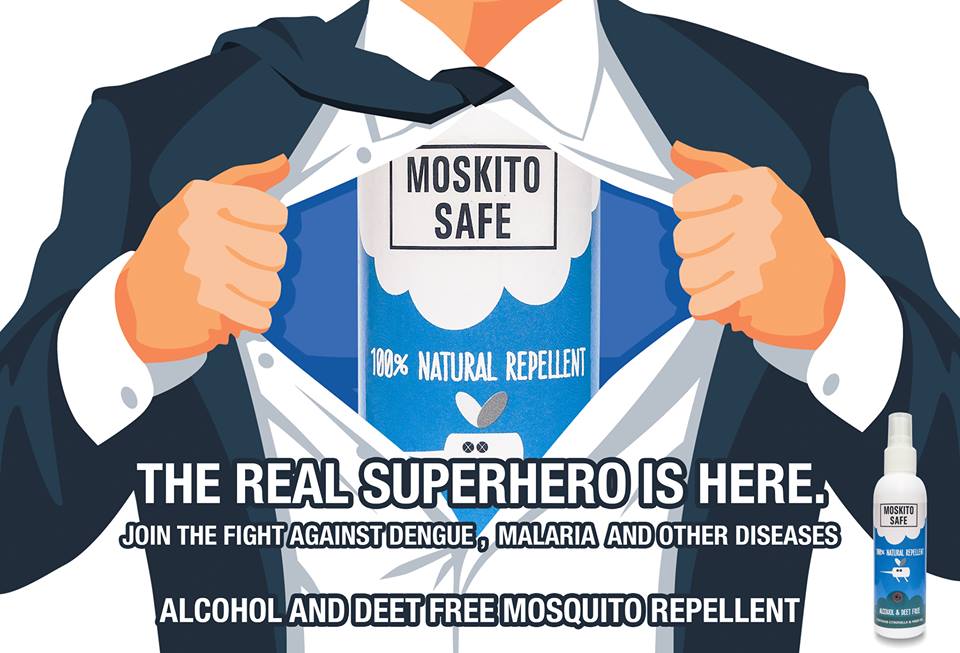 MOSKITO
SAFE
100% NATURAL REPELLENT
THE REAL SUPERHERO IS HERE.
JOIN THE FIGHT AGAINST DENGUE, MALARIA AND OTHER DISEASES
ALCOHOL AND DEET FREE MOSQUITO REPELLENT
MOSKITO
SAFE
100% NATURAL REPELLENT
ALCOHOL & DEET FREE